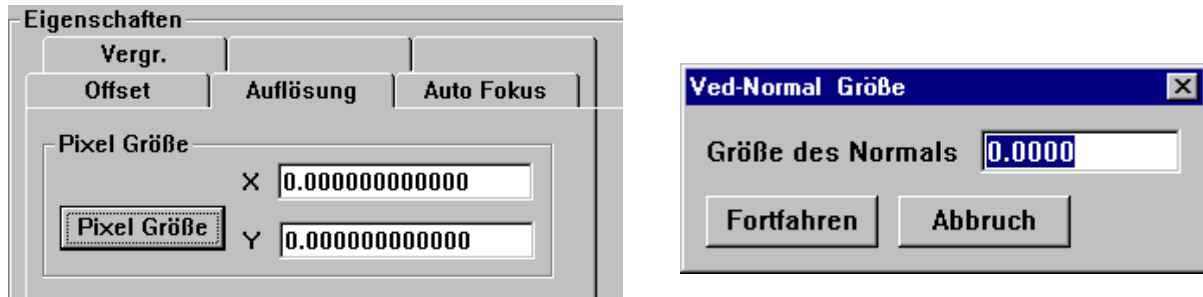 Eigenschaften
Vergr.
Offset Auflösung Auto Fokus
Pixel Größe
X 0.000000000000
Pixel Größe
Y 0.000000000000
Ved-Normal Größe
Größe des Normals 0.0000
Fortfahren Abbruch